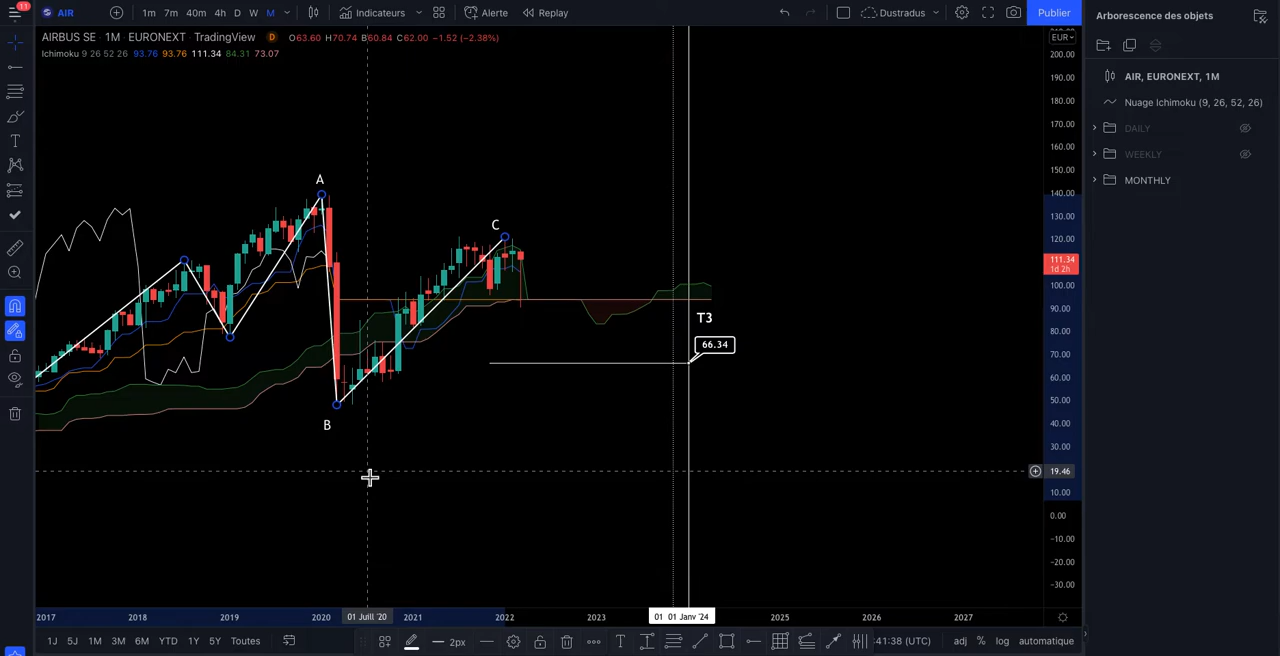 11
AIR
1m 7m 40m 4h D W M
Indicateurs
Alerte
Replay
Dustradus
Publier
Arborescence des objets
AIRBUS SE · 1M · EURONEXT · TradingView D O63.60 H70.74 B60.84 C62.00 −1.52 (−2.38%)
Ichimoku 9 26 52 26 93.76 93.76 111.34 84.31 73.07
EUR
200.00
190.00
180.00
170.00
160.00
150.00
140.00
130.00
120.00
111.34
1d 2h
100.00
90.00
80.00
70.00
60.00
50.00
40.00
30.00
19.46
10.00
0.00
−10.00
−20.00
−30.00
AIR, EURONEXT, 1M
Nuage Ichimoku (9, 26, 52, 26)
DAILY
WEEKLY
MONTHLY
A
C
T3
66.34
B
2017 2018 2019 2020 01 Juill '20 2021 2022 2023 01 01 Janv '24 2025 2026 2027
1J 5J 1M 3M 6M YTD 1Y 5Y Toutes
2px
:41:38 (UTC)
adj % log automatique